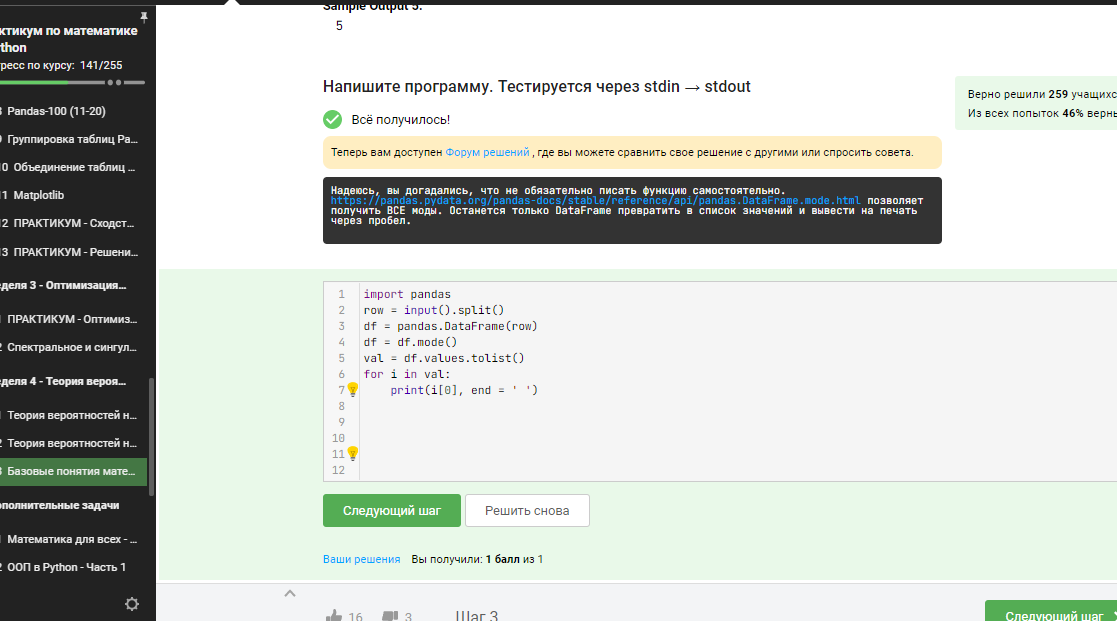 ктикум по математике
thon
ресс по курсу: 141/255
Pandas-100 (11-20)
Группировка таблиц Pa...
0 Объединение таблиц ...
1 Matplotlib
2 ПРАКТИКУМ - Сходст...
3 ПРАКТИКУМ - Решени...
деля 3 - Оптимизация...
ПРАКТИКУМ - Оптимиз...
2 Спектральное и сингул...
деля 4 - Теория вероя...
Теория вероятностей н...
2 Теория вероятностей н...
3 Базовые понятия мате...
ополнительные задачи
Математика для всех - ...
2 ООП в Python - Часть 1
Sample Output 5:
5
Напишите программу. Тестируется через stdin → stdout
Всё получилось!
Теперь вам доступен Форум решений , где вы можете сравнить свое решение с другими или спросить совета.
Надеюсь, вы догадались, что не обязательно писать функцию самостоятельно.
https://pandas.pydata.org/pandas-docs/stable/reference/api/pandas.DataFrame.mode.html позволяет
получить ВСЕ моды. Останется только DataFrame превратить в список значений и вывести на печать
через пробел.
Верно решили 259 учащихс
Из всех попыток 46% верны
1 import pandas
2 row = input().split()
3 df = pandas.DataFrame(row)
4 df = df.mode()
5 val = df.values.tolist()
6 for i in val:
7     print(i[0], end = ' ')
8
9
10
11
12
Следующий шаг
Решить снова
Ваши решения Вы получили: 1 балл из 1
16 3 Шаг 3
Следующий шаг